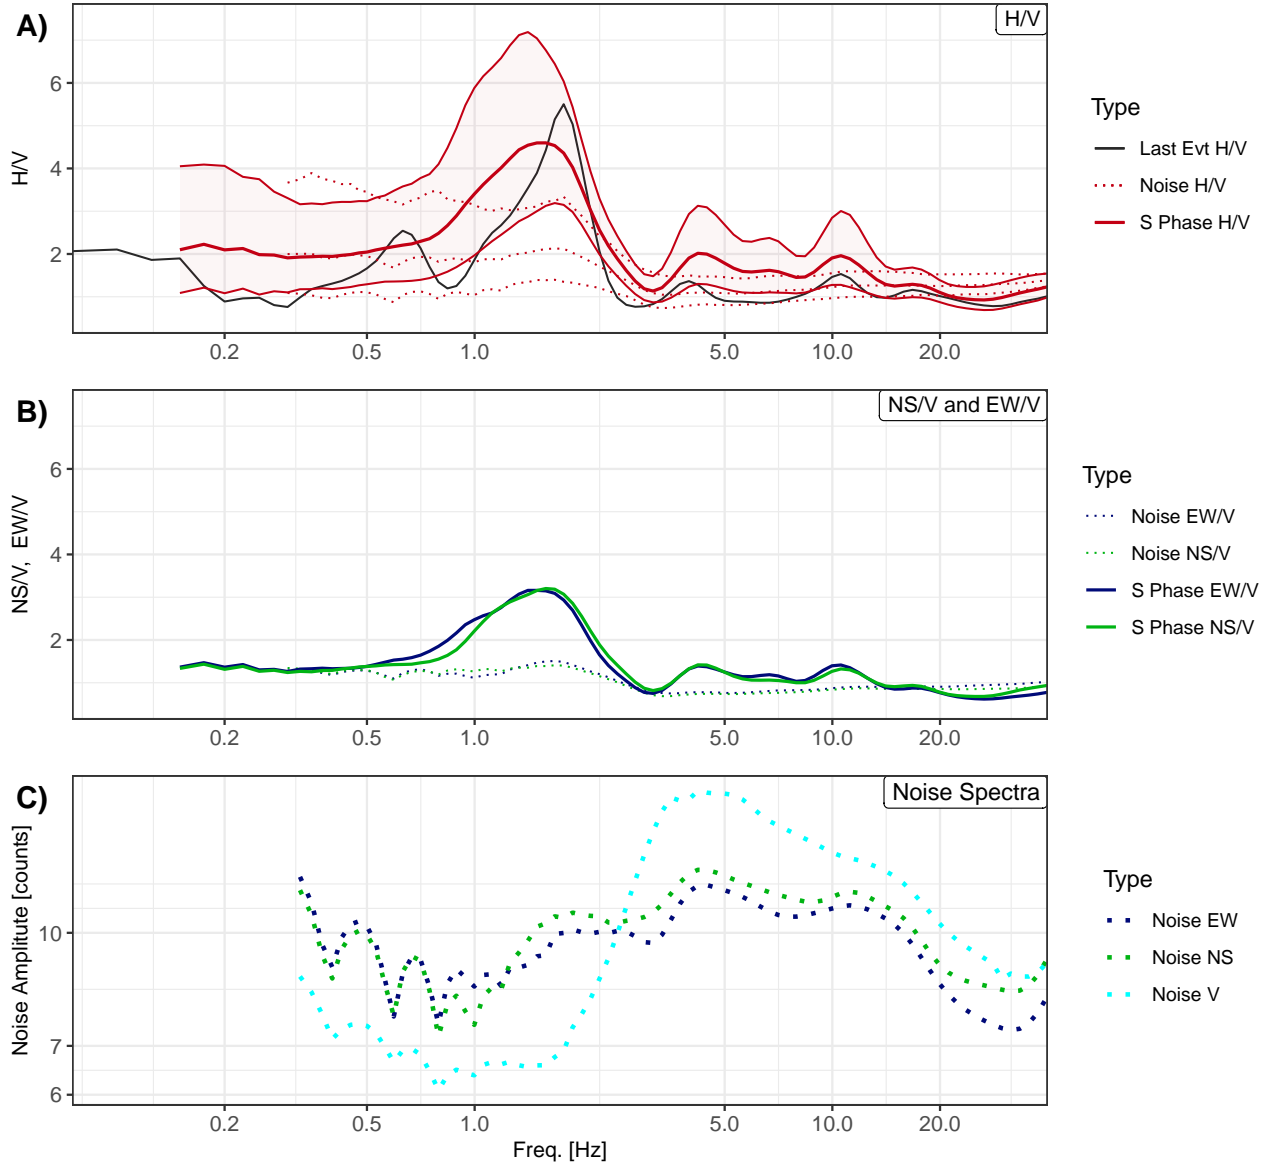 A)
H/V
6
4
2
H/V
0.2 0.5 1.0 5.0 10.0 20.0
Type
Last Evt H/V
Noise H/V
S Phase H/V
B)
NS/V and EW/V
6
4
2
NS/V, EW/V
0.2 0.5 1.0 5.0 10.0 20.0
Type
Noise EW/V
Noise NS/V
S Phase EW/V
S Phase NS/V
C)
Noise Spectra
10
7
6
Noise Amplitute [counts]
0.2 0.5 1.0 5.0 10.0 20.0
Freq. [Hz]
Type
Noise EW
Noise NS
Noise V